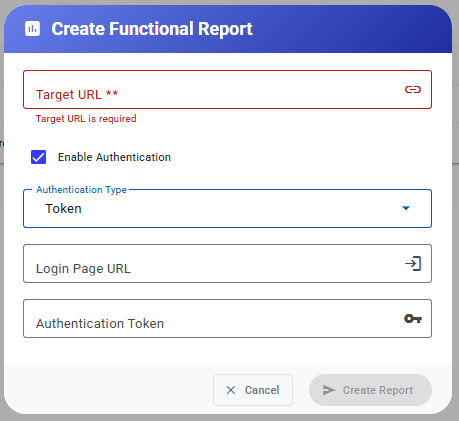 Create Functional Report
Target URL **
Target URL is required
Enable Authentication
Authentication Type
Token
Login Page URL
Authentication Token
Cancel
Create Report